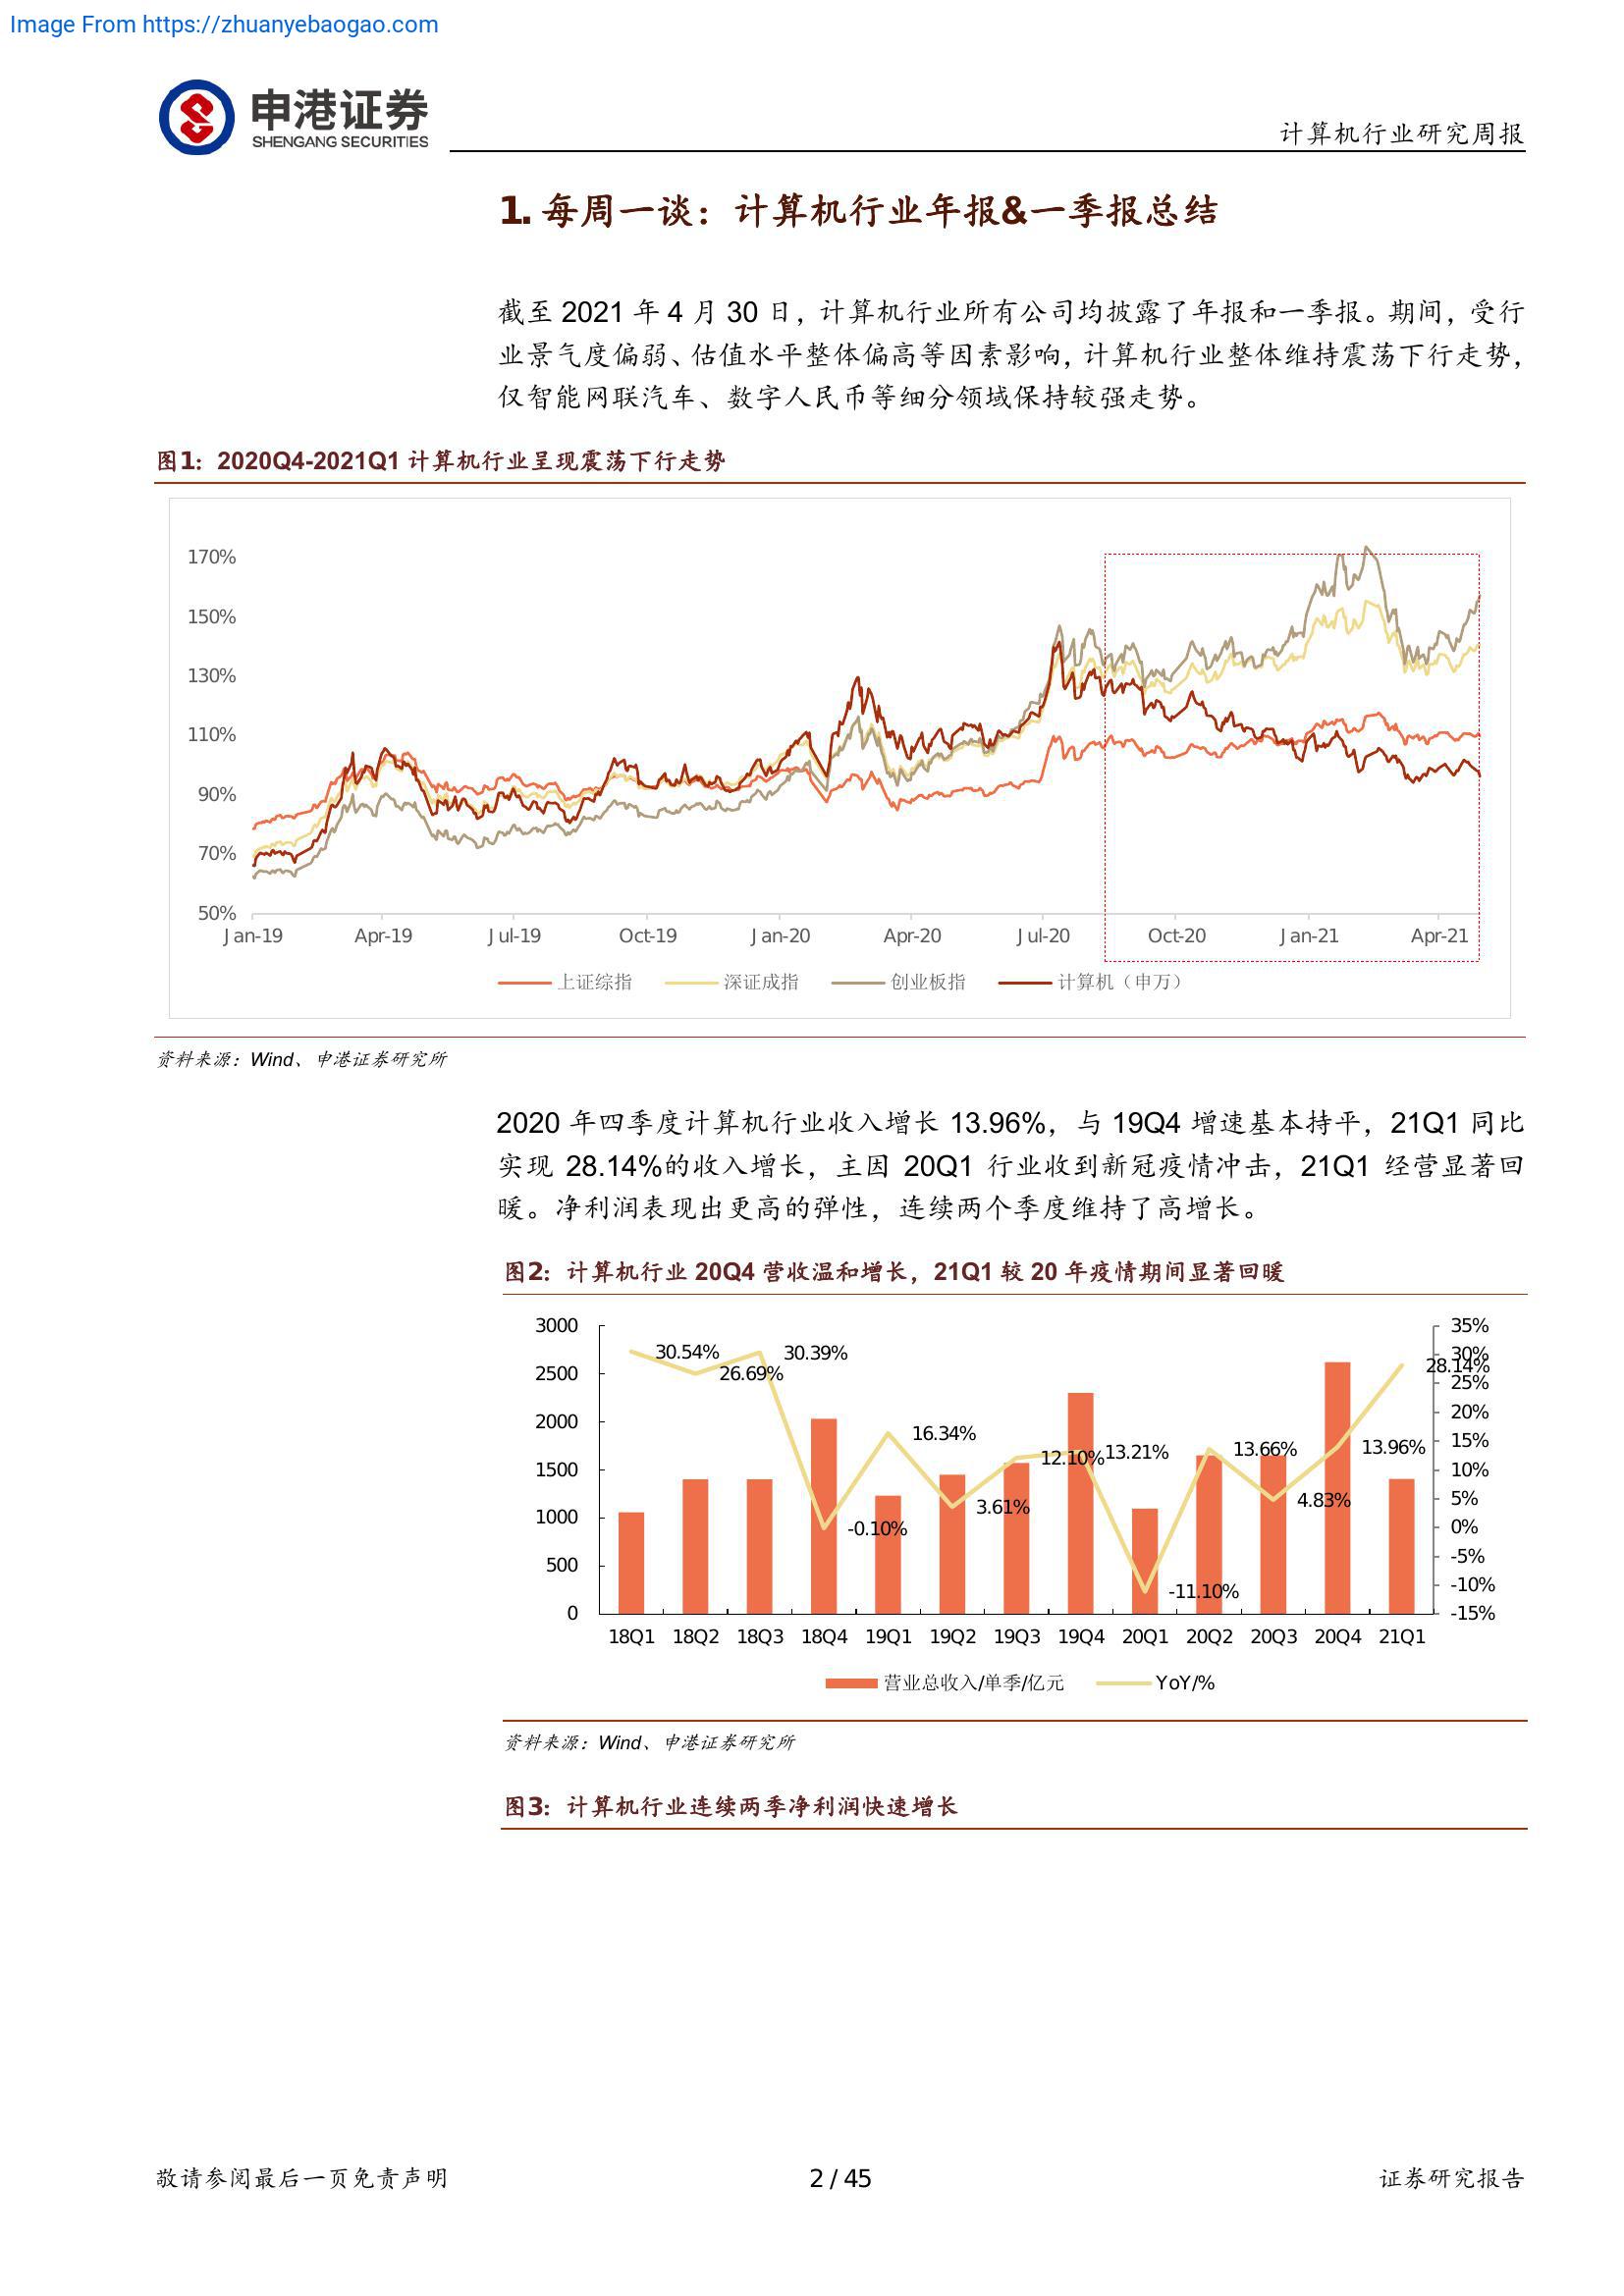 Image From https://zhuanyebaogao.com
申港证券
SHENGANG SECURITIES
计算机行业研究周报
1. 每周一谈：计算机行业年报&一季报总结
截至 2021 年 4 月 30 日，计算机行业所有公司均披露了年报和一季报。期间，受行
业景气度偏弱、估值水平整体偏高等因素影响，计算机行业整体维持震荡下行走势，
仅智能网联汽车、数字人民币等细分领域保持较强走势。
图1：2020Q4-2021Q1 计算机行业呈现震荡下行走势
170%
150%
130%
110%
90%
70%
50%
Jan-19 Apr-19 Jul-19 Oct-19 Jan-20 Apr-20 Jul-20 Oct-20 Jan-21 Apr-21
上证综指 深证成指 创业板指 计算机（申万）
资料来源：Wind、申港证券研究所
2020 年四季度计算机行业收入增长 13.96%，与 19Q4 增速基本持平，21Q1 同比
实现 28.14%的收入增长，主因 20Q1 行业收到新冠疫情冲击，21Q1 经营显著回
暖。净利润表现出更高的弹性，连续两个季度维持了高增长。
图2：计算机行业 20Q4 营收温和增长，21Q1 较 20 年疫情期间显著回暖
3000
2500
2000
1500
1000
500
0
30.54%
26.69%
30.39%
-0.10%
16.34%
3.61%
12.10%
13.21%
-11.10%
13.66%
4.83%
13.96%
28.14%
35%
30%
25%
20%
15%
10%
5%
0%
-5%
-10%
-15%
18Q1 18Q2 18Q3 18Q4 19Q1 19Q2 19Q3 19Q4 20Q1 20Q2 20Q3 20Q4 21Q1
营业总收入/单季/亿元 YoY/%
资料来源：Wind、申港证券研究所
图3：计算机行业连续两季净利润快速增长
敬请参阅最后一页免责声明
2 / 45
证券研究报告